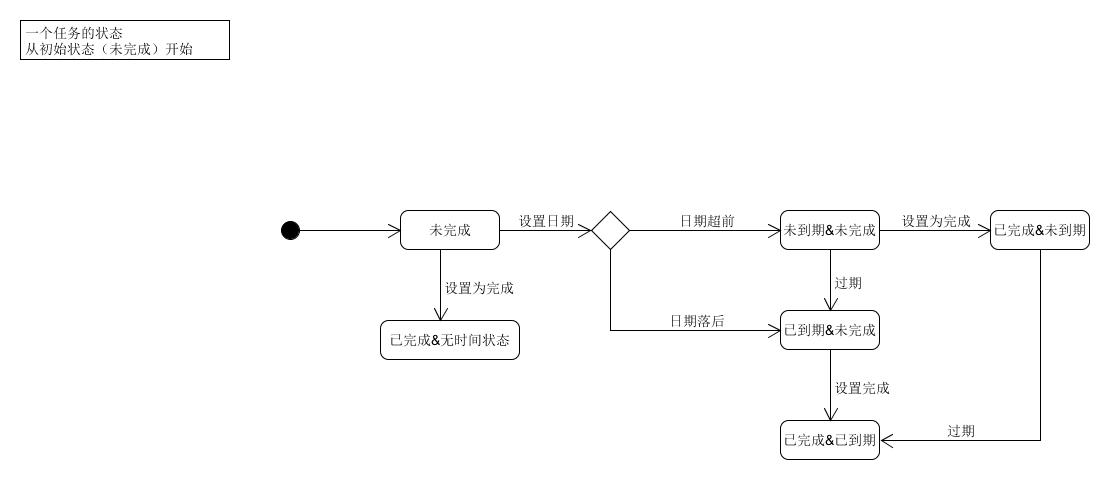 一个任务的状态
从初始状态（未完成）开始
未完成
设置日期
日期超前
未到期&未完成
设置为完成
已完成&未到期
设置为完成
过期
已完成&无时间状态
日期落后
已到期&未完成
设置完成
已完成&已到期
过期